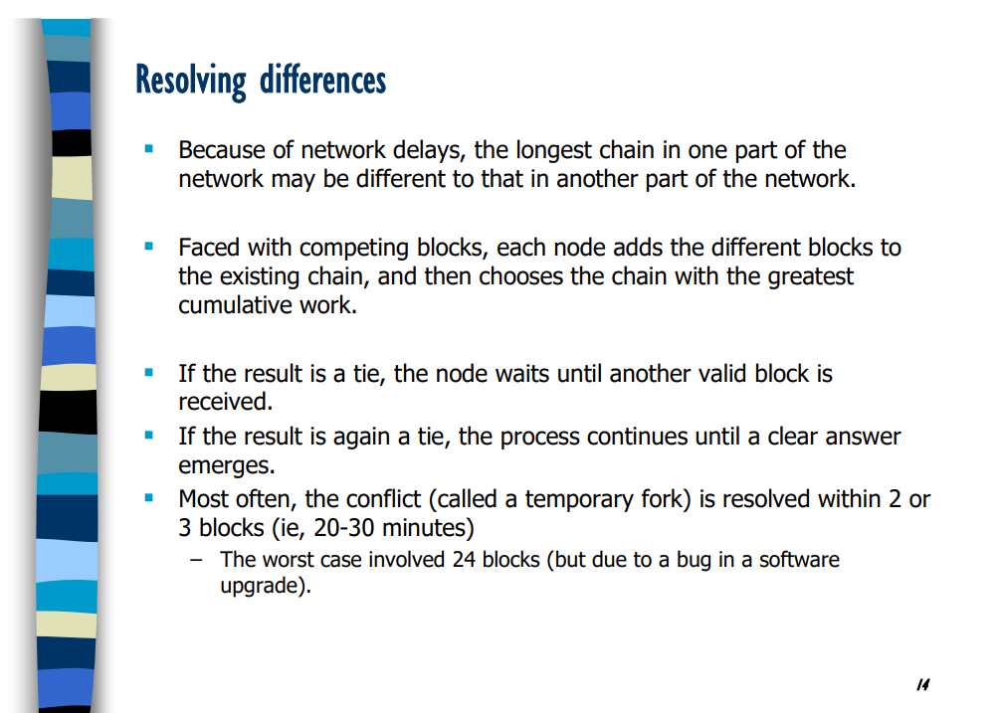 Resolving differences
▪ Because of network delays, the longest chain in one part of the
network may be different to that in another part of the network.
▪ Faced with competing blocks, each node adds the different blocks to
the existing chain, and then chooses the chain with the greatest
cumulative work.
▪ If the result is a tie, the node waits until another valid block is
received.
▪ If the result is again a tie, the process continues until a clear answer
emerges.
▪ Most often, the conflict (called a temporary fork) is resolved within 2 or
3 blocks (ie, 20-30 minutes)
– The worst case involved 24 blocks (but due to a bug in a software
upgrade).
14